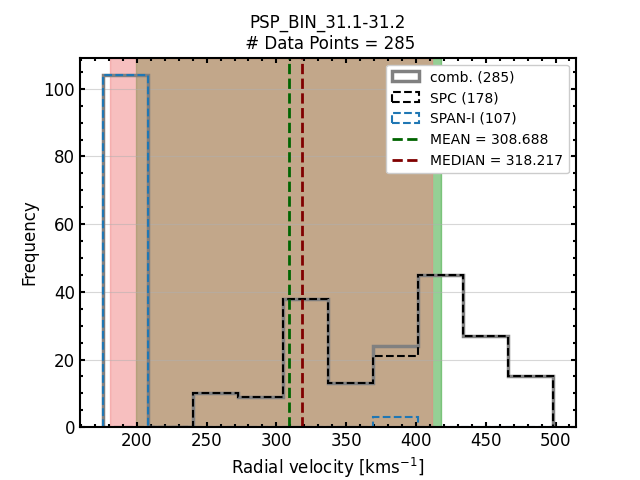 PSP_BIN_31.1-31.2
# Data Points = 285
comb. (285)
SPC (178)
SPAN-I (107)
MEAN = 308.688
MEDIAN = 318.217
Frequency
100
80
60
40
20
0
200
250
300
350
400
450
500
Radial velocity [kms⁻¹]